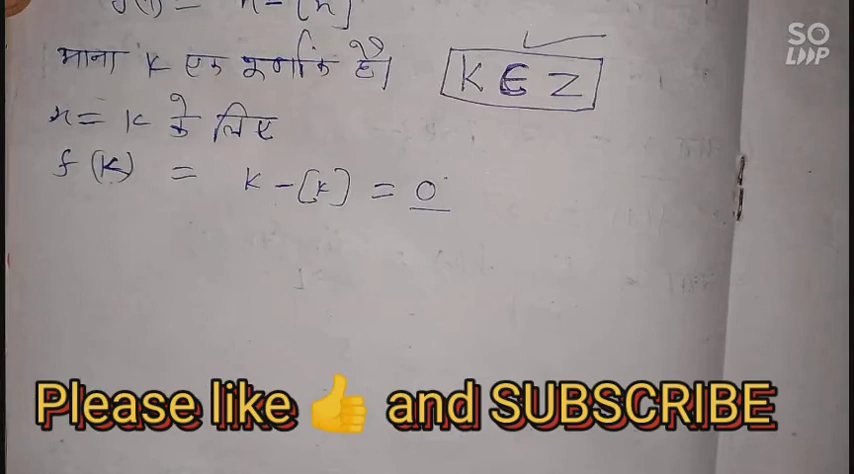 f(x) = x - [x]
माना K एक पूर्णांक है।
K ∈ Z
x = K के लिए
f(K) = K - [K] = 0
Please like 👍 and SUBSCRIBE
SO
LOOP